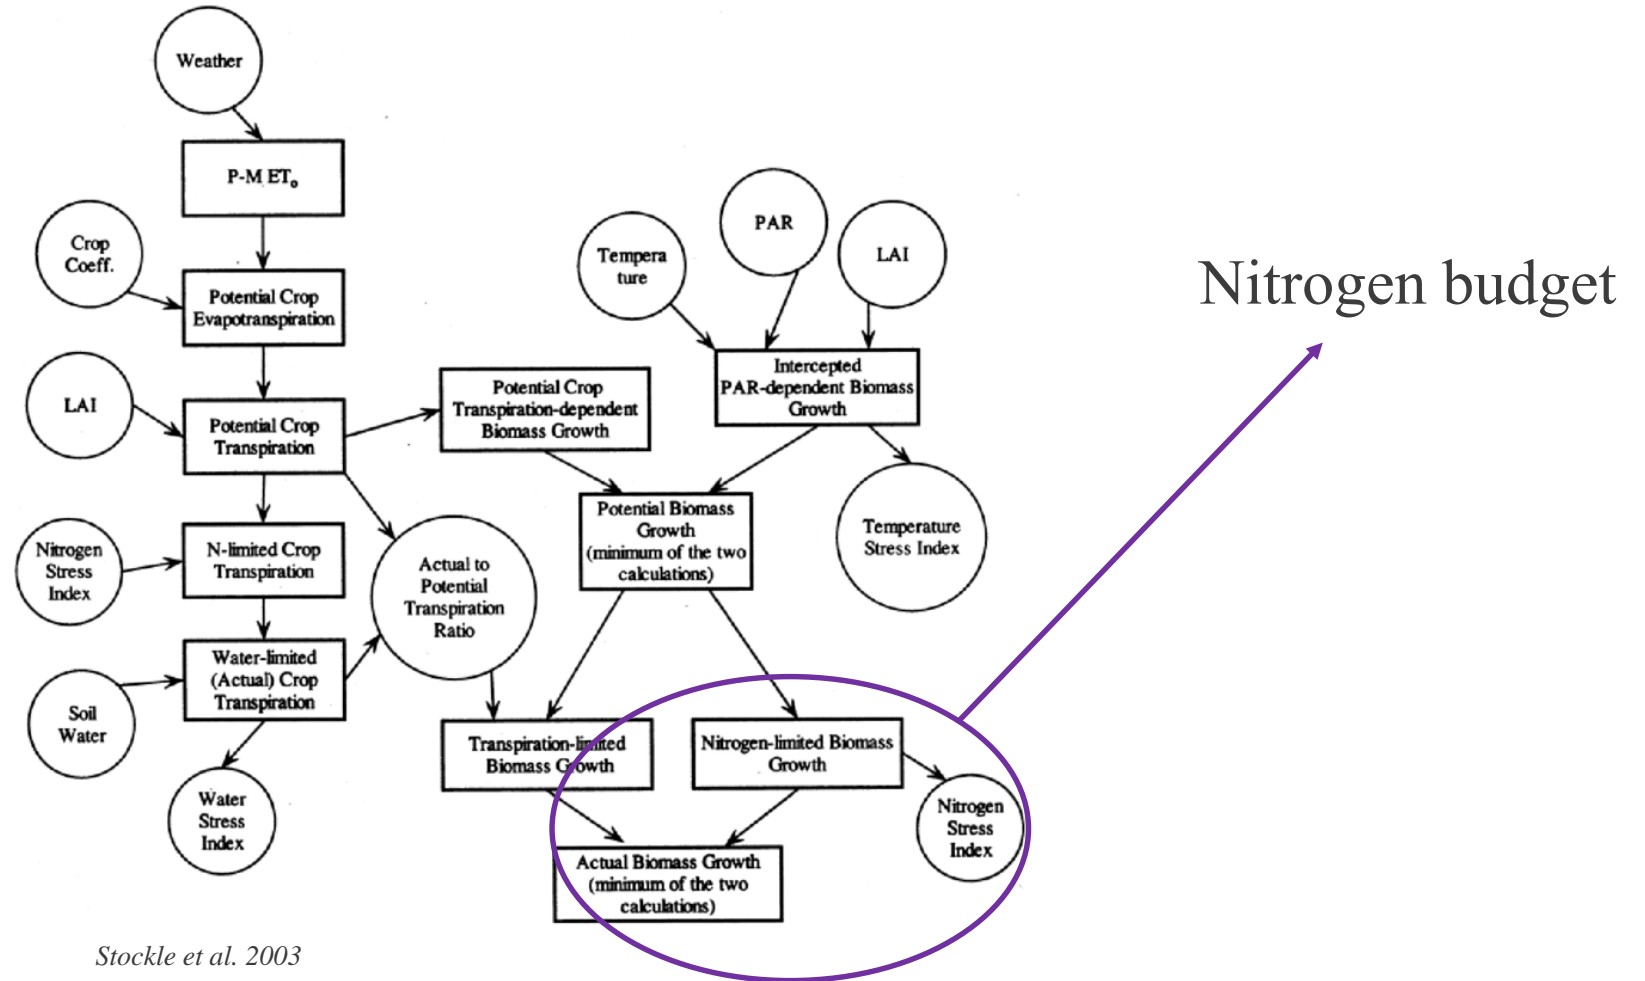 Weather
P-M ETo
Crop
Coeff.
Potential Crop
Evapotranspiration
LAI
Potential Crop
Transpiration
Nitrogen
Stress
Index
N-limited Crop
Transpiration
Soil
Water
Water-limited
(Actual) Crop
Transpiration
Water
Stress
Index
Actual to
Potential
Transpiration
Ratio
Potential Crop
Transpiration-dependent
Biomass Growth
Tempera
ture
PAR
LAI
Intercepted
PAR-dependent Biomass
Growth
Potential Biomass
Growth
(minimum of the two
calculations)
Temperature
Stress Index
Transpiration-limited
Biomass Growth
Nitrogen-limited Biomass
Growth
Nitrogen
Stress
Index
Actual Biomass Growth
(minimum of the two
calculations)
Nitrogen budget
Stockle et al. 2003